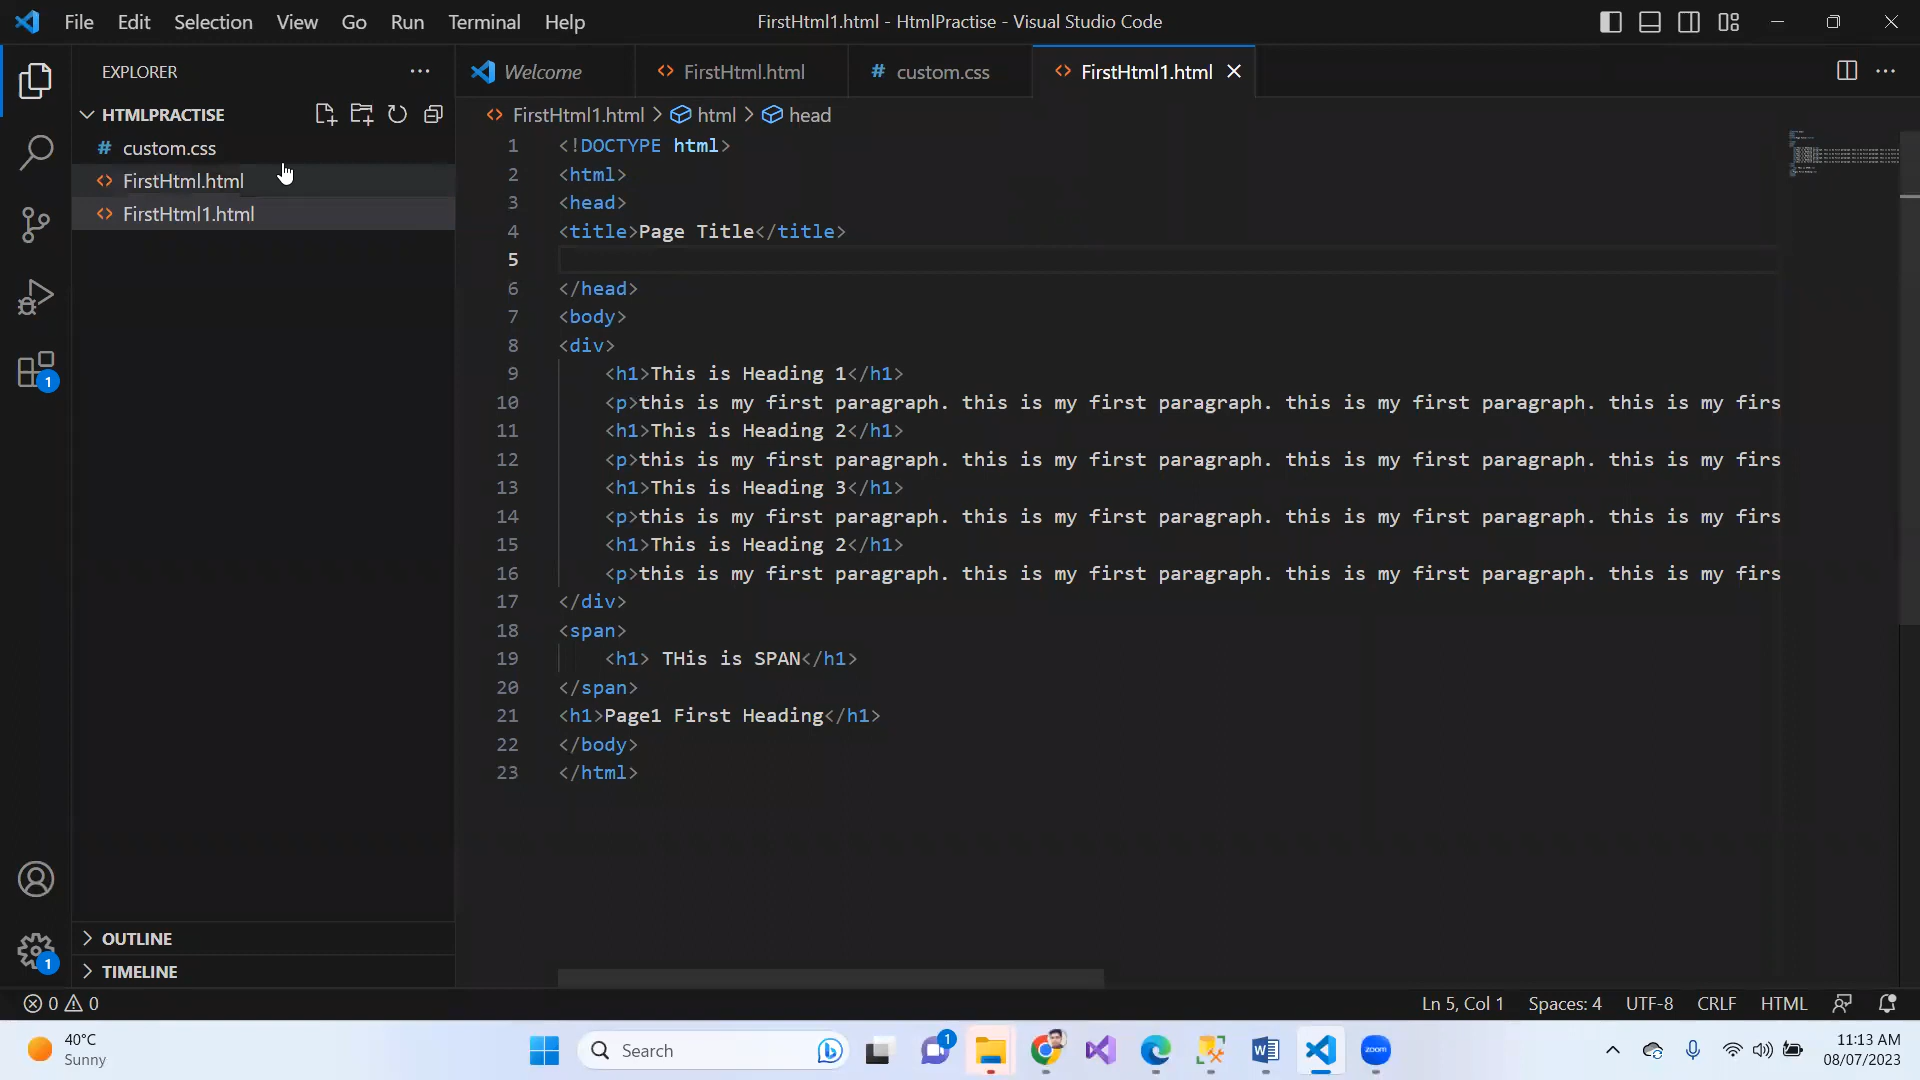 File Edit Selection View Go Run Terminal Help FirstHtml1.html - HtmlPractise - Visual Studio Code
EXPLORER
Welcome FirstHtml.html # custom.css FirstHtml1.html
HTMLPRACTISE
FirstHtml1.html > html > head
# custom.css
FirstHtml.html
FirstHtml1.html
1 <!DOCTYPE html>
2 <html>
3 <head>
4 <title>Page Title</title>
5
6 </head>
7 <body>
8 <div>
9 <h1>This is Heading 1</h1>
10 <p>this is my first paragraph. this is my first paragraph. this is my first paragraph. this is my firs
11 <h1>This is Heading 2</h1>
12 <p>this is my first paragraph. this is my first paragraph. this is my first paragraph. this is my firs
13 <h1>This is Heading 3</h1>
14 <p>this is my first paragraph. this is my first paragraph. this is my first paragraph. this is my firs
15 <h1>This is Heading 2</h1>
16 <p>this is my first paragraph. this is my first paragraph. this is my first paragraph. this is my firs
17 </div>
18 <span>
19 <h1> THis is SPAN</h1>
20 </span>
21 <h1>Page1 First Heading</h1>
22 </body>
23 </html>
1
OUTLINE
1
TIMELINE
0 0 Ln 5, Col 1 Spaces: 4 UTF-8 CRLF HTML
40°C
Sunny
Search
1
zoom
11:13 AM
08/07/2023